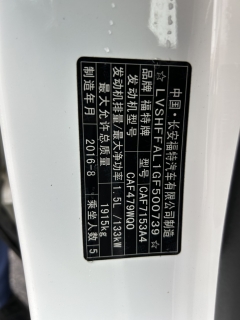 中国·长安福特汽车有限公司制造
☆LVSHFFAL1GF500739☆
品牌 福特牌 型号 CAF7153A4
发动机型号 CAF479WQ0
发动机排量/最大净功率 1.5L/133kW
最大允许总质量 1915kg
制造年月 2016-8 乘坐人数 5